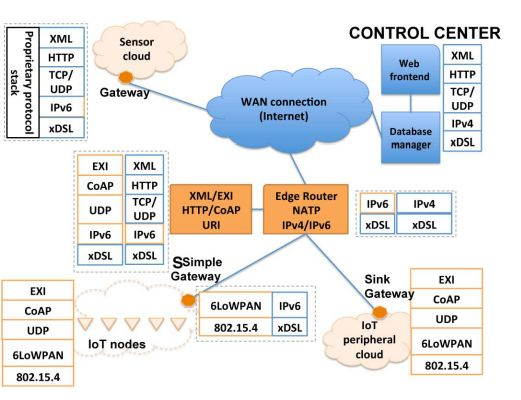 CONTROL CENTER
Proprietary protocol
stack
XML
HTTP
TCP/
UDP
IPv6
xDSL
Sensor
cloud
Gateway
WAN connection
(Internet)
Web
frontend
Database
manager
XML
HTTP
TCP/
UDP
IPv4
xDSL
EXI
CoAP
UDP
IPv6
xDSL
XML
HTTP
TCP/
UDP
IPv6
xDSL
XML/EXI
HTTP/CoAP
URI
Edge Router
NATP
IPv4/IPv6
IPv6 IPv4
xDSL xDSL
SSimple
Gateway
6LoWPAN IPv6
802.15.4 xDSL
EXI
CoAP
UDP
6LoWPAN
802.15.4
IoT nodes
Sink
Gateway
IoT
peripheral
cloud
EXI
CoAP
UDP
6LoWPAN
802.15.4